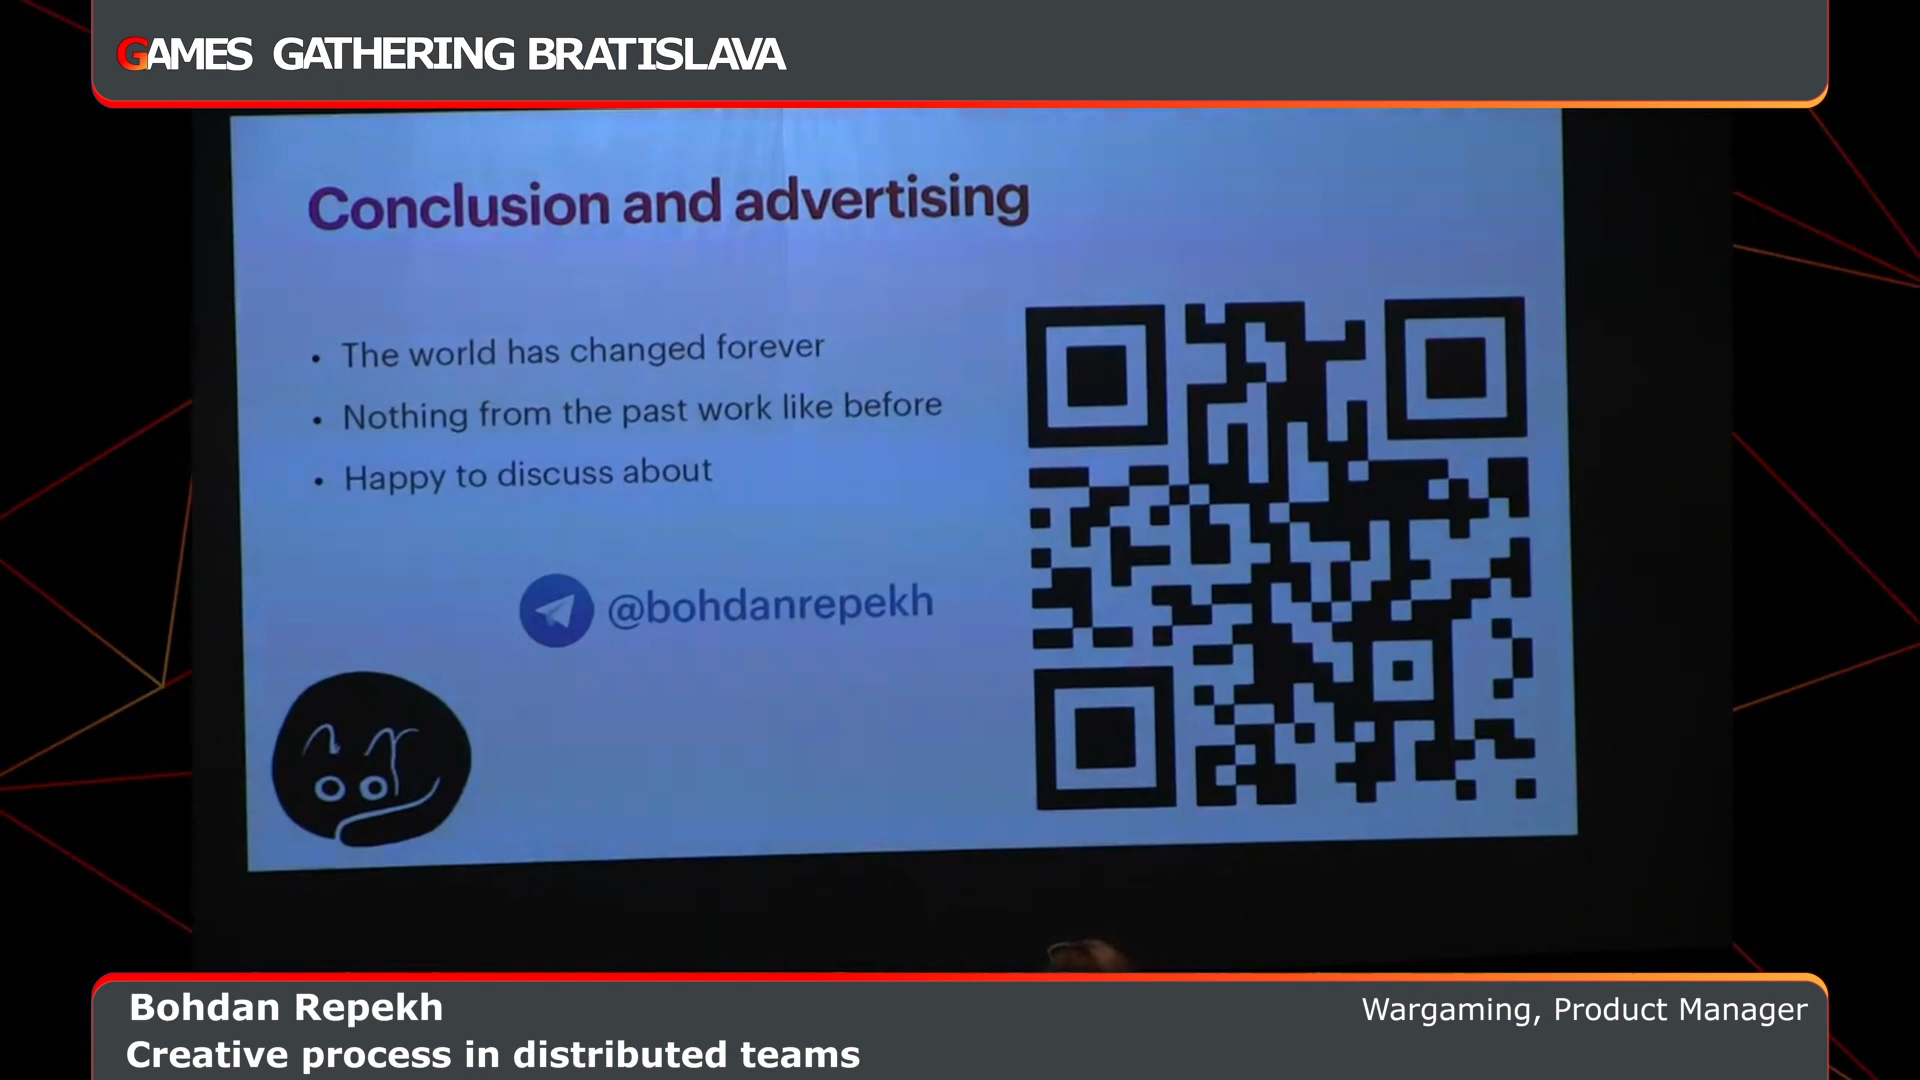 GAMES GATHERING BRATISLAVA
Conclusion and advertising
• The world has changed forever
• Nothing from the past work like before
• Happy to discuss about
@bohdanrepekh
Bohdan Repekh
Wargaming, Product Manager
Creative process in distributed teams